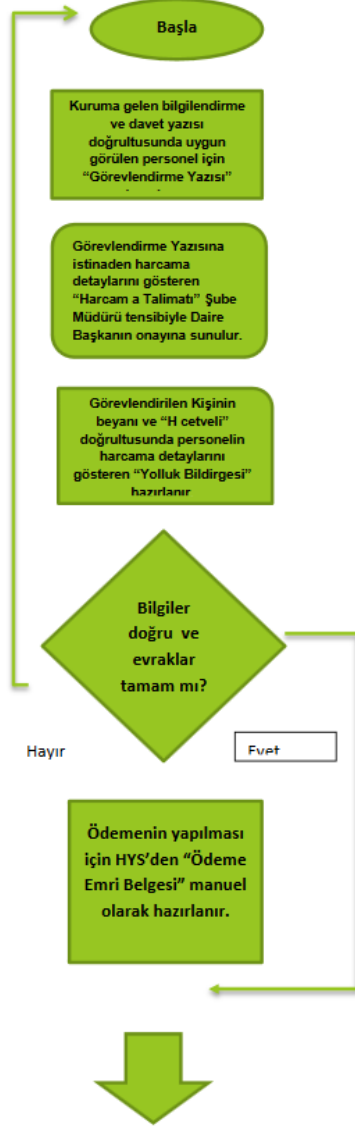 Başla
Kuruma gelen bilgilendirme
ve davet yazısı
doğrultusunda uygun
görülen personel için
“Görevlendirme Yazısı”
Görevlendirme Yazısına
istinaden harcama
detaylarını gösteren
“Harcam a Talimatı” Şube
Müdürü tensibiyle Daire
Başkanın onayına sunulur.
Görevlendirilen Kişinin
beyanı ve “H cetveli”
doğrultusunda personelin
harcama detaylarını
gösteren “Yolluk Bildirgesi”
hazırlanır
Bilgiler
doğru ve
evraklar
tamam mı?
Hayır
Evet
Ödemenin yapılması
için HYS’den “Ödeme
Emri Belgesi” manuel
olarak hazırlanır.